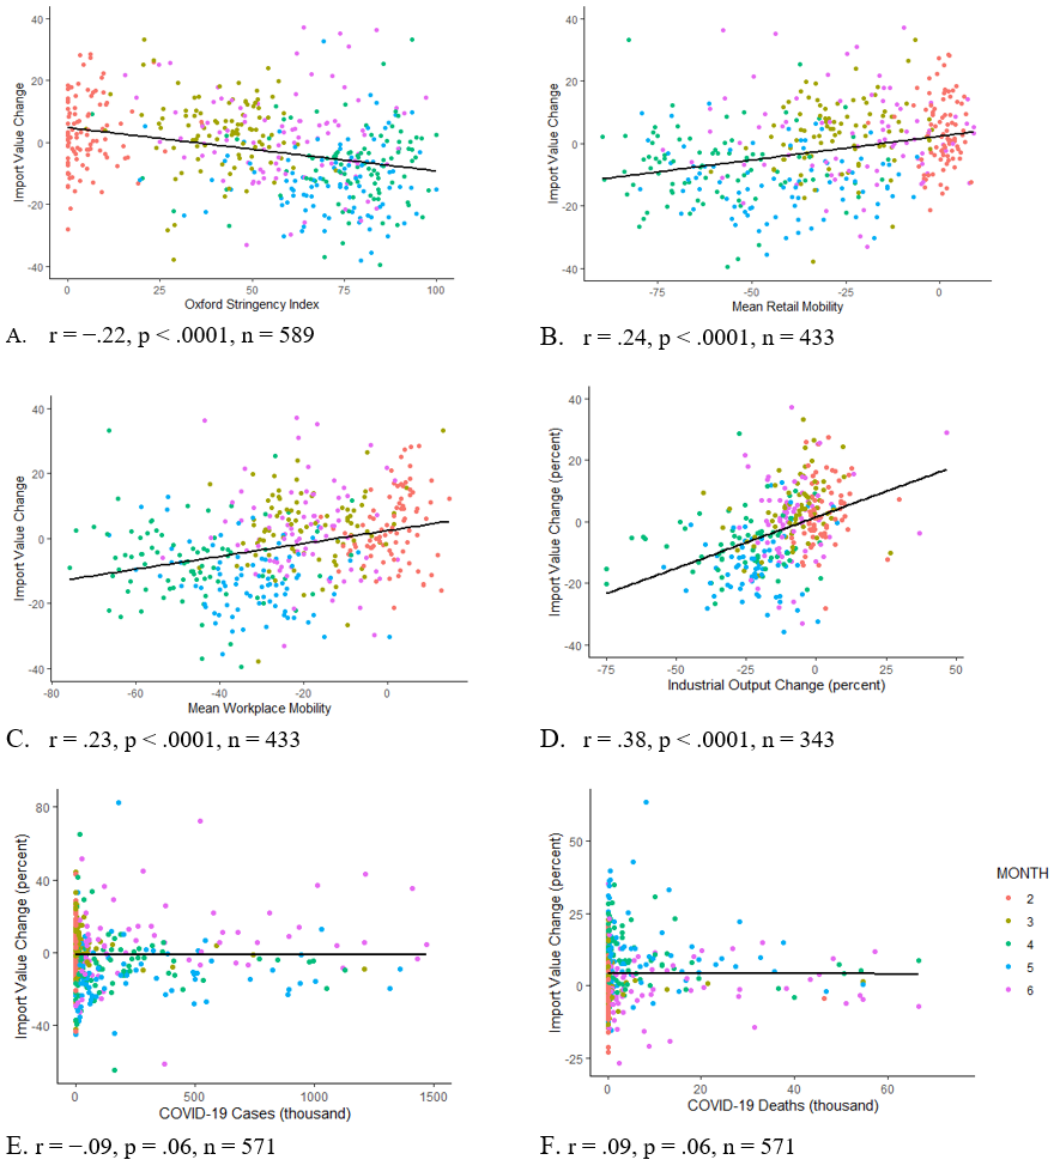 Import Value Change
40
20
0
-20
-40
0 25 50 75 100
Oxford Stringency Index
A. r = −.22, p < .0001, n = 589
Import Value Change
40
20
0
-20
-40
-75 -50 -25 0
Mean Retail Mobility
B. r = .24, p < .0001, n = 433
Import Value Change
40
20
0
-20
-40
-80 -60 -40 -20 0
Mean Workplace Mobility
C. r = .23, p < .0001, n = 433
Import Value Change (percent)
40
20
0
-20
-40
-75 -50 -25 0 25 50
Industrial Output Change (percent)
D. r = .38, p < .0001, n = 343
Import Value Change (percent)
80
40
0
-40
0 500 1000 1500
COVID-19 Cases (thousand)
E. r = −.09, p = .06, n = 571
Import Value Change (percent)
50
25
0
-25
0 20 40 60
COVID-19 Deaths (thousand)
F. r = .09, p = .06, n = 571
MONTH
2
3
4
5
6